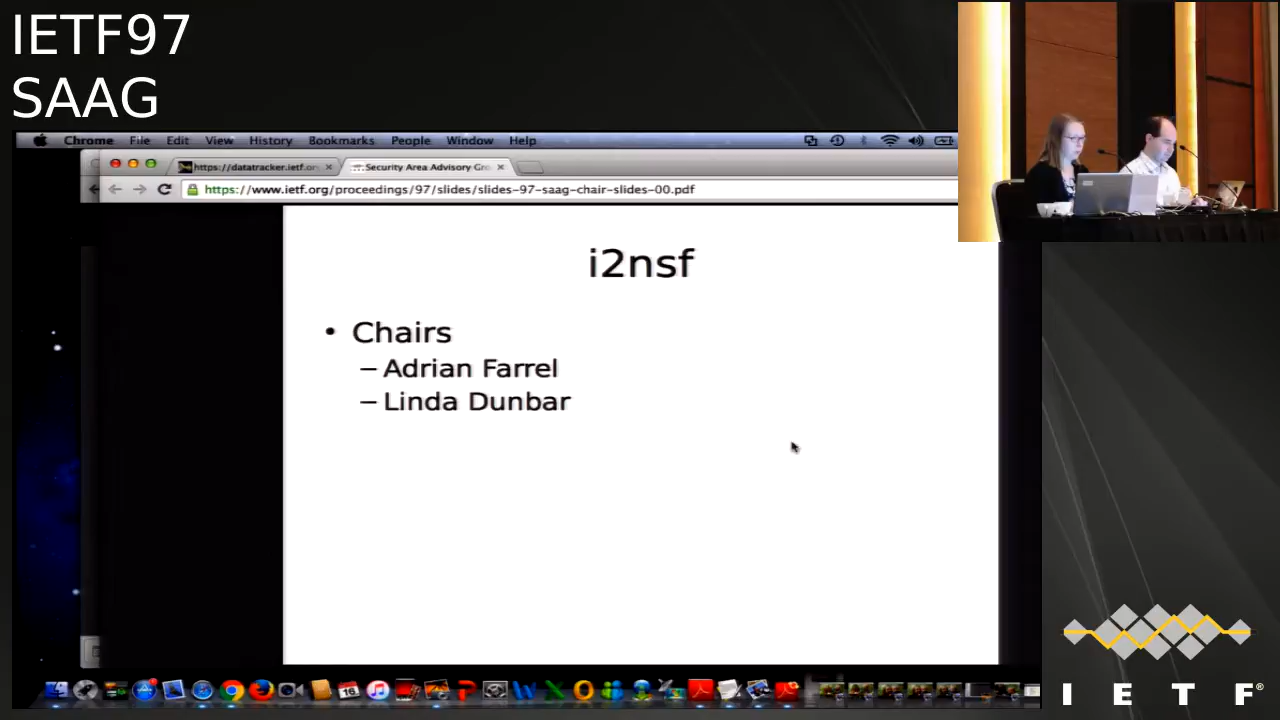 IETF97
SAAG
Chrome File Edit View History Bookmarks People Window Help
https://datatracker.ietf.or
Security Area Advisory Gro
https://www.ietf.org/proceedings/97/slides/slides-97-saag-chair-slides-00.pdf
i2nsf
• Chairs
– Adrian Farrel
– Linda Dunbar
16
I E T F®